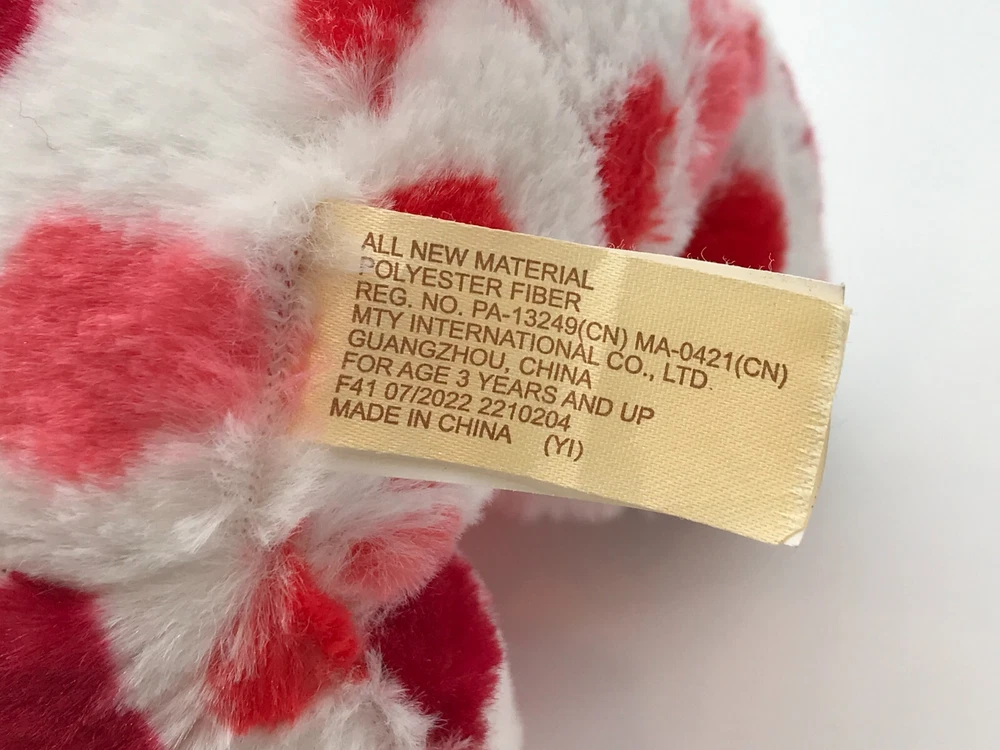 ALL NEW MATERIAL
POLYESTER FIBER
REG. NO. PA-13249(CN) MA-0421(CN)
MTY INTERNATIONAL CO., LTD
GUANGZHOU, CHINA
FOR AGE 3 YEARS AND UP
F41 07/2022 2210204
MADE IN CHINA (YI)